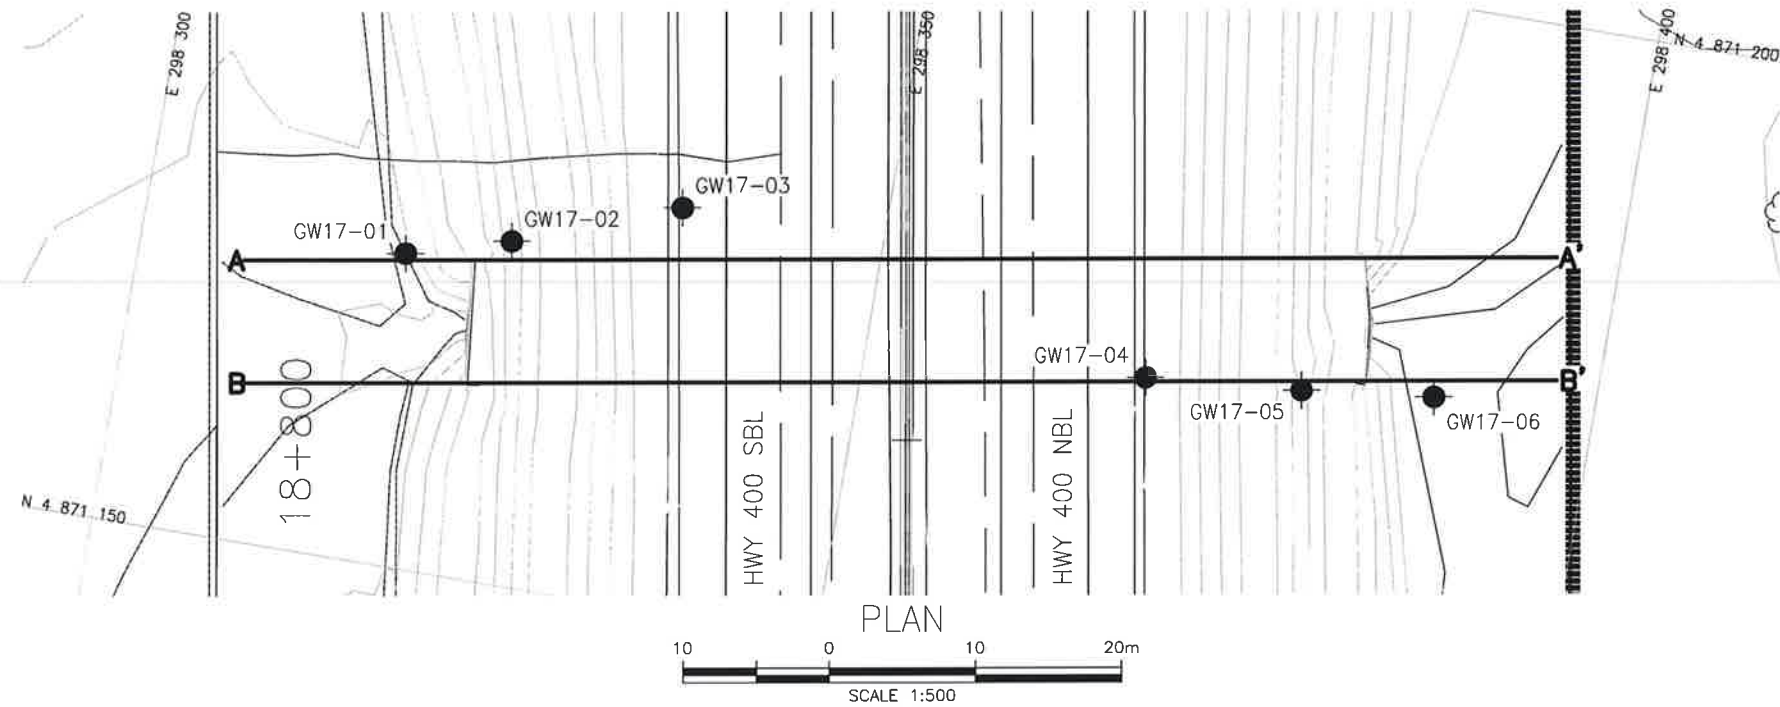 E 298 300
E 298 350
E 298 400
N 4 871 200
GW17-03
GW17-02
GW17-01
A
A'
GW17-04
B
B'
GW17-05
GW17-06
18+800
HWY 400 SBL
HWY 400 NBL
N 4 871 150
PLAN
10 0 10 20m
SCALE 1:500